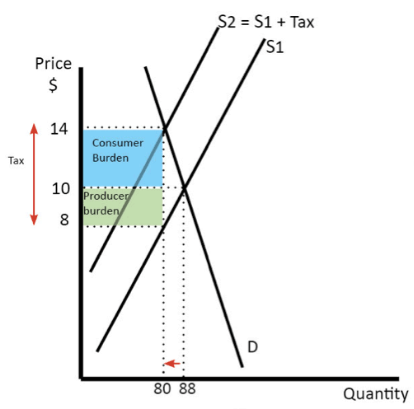 S2 = S1 + Tax
S1
Price
$
14
Consumer
Burden
Tax
10
Producer
burden
8
D
80 88
Quantity